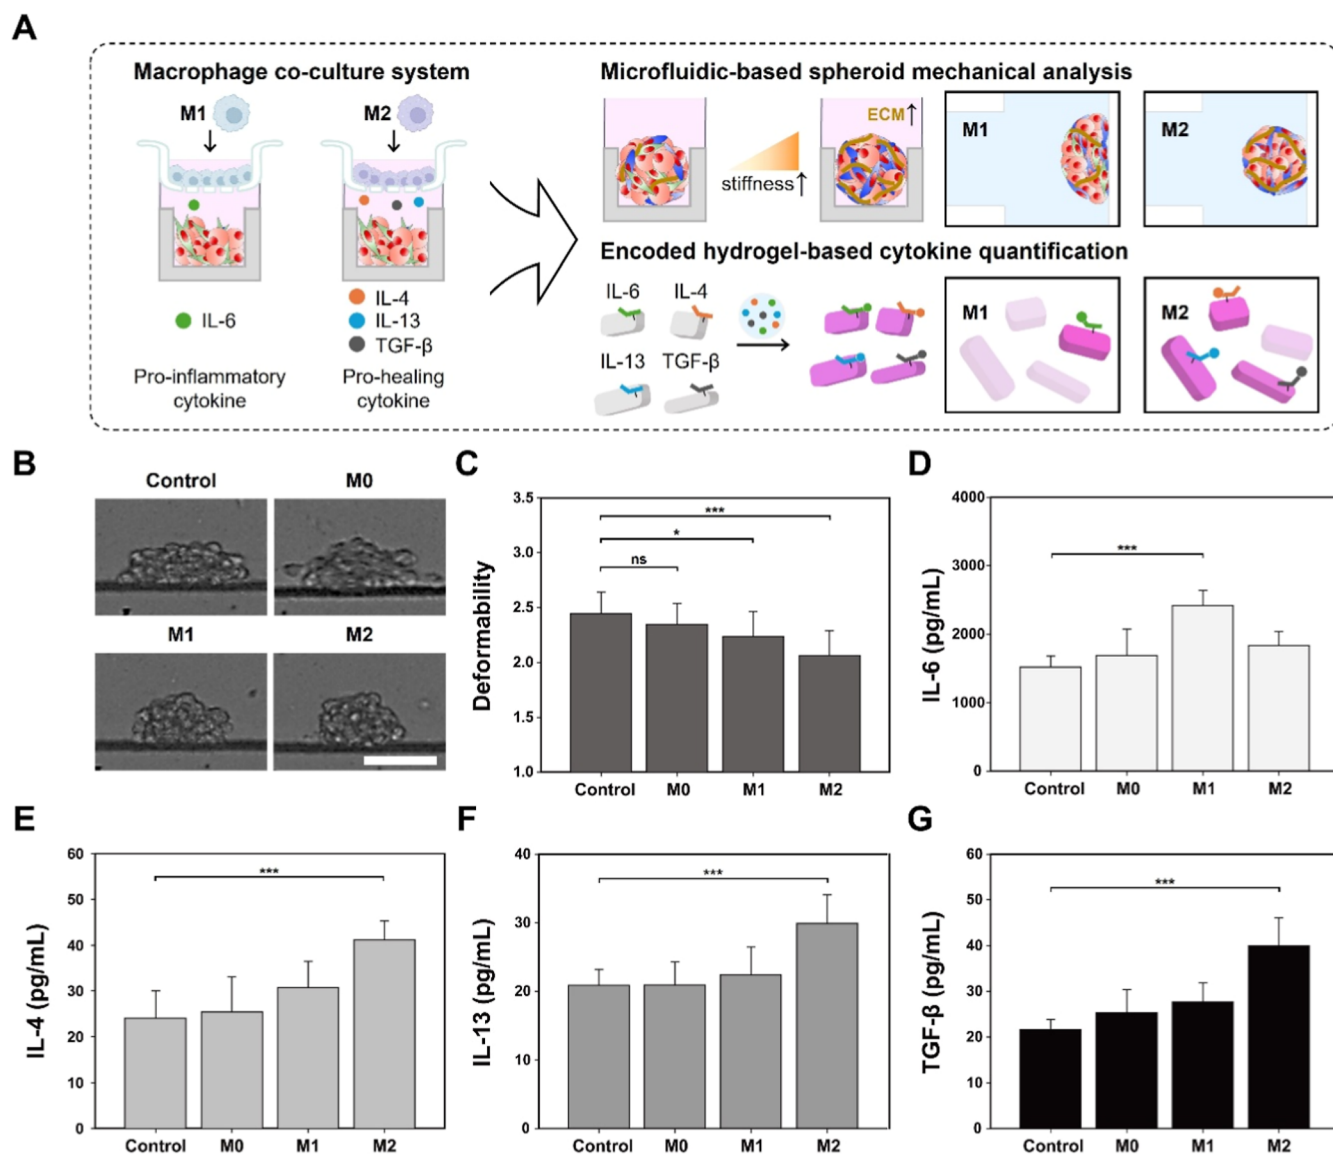 A
Macrophage co-culture system
M1
M2
IL-6
IL-4
IL-13
TGF-β
Pro-inflammatory
cytokine
Pro-healing
cytokine
Microfluidic-based spheroid mechanical analysis
stiffness↑
ECM↑
M1
M2
Encoded hydrogel-based cytokine quantification
IL-6
IL-4
IL-13
TGF-β
M1
M2
B
Control
M0
M1
M2
C
Deformability
3.5
3.0
2.5
2.0
1.5
1.0
***
*
ns
Control
M0
M1
M2
D
IL-6 (pg/mL)
4000
3000
2000
1000
0
***
Control
M0
M1
M2
E
IL-4 (pg/mL)
60
50
40
30
20
10
0
***
Control
M0
M1
M2
F
IL-13 (pg/mL)
40
30
20
10
0
***
Control
M0
M1
M2
G
TGF-β (pg/mL)
60
50
40
30
20
10
0
***
Control
M0
M1
M2